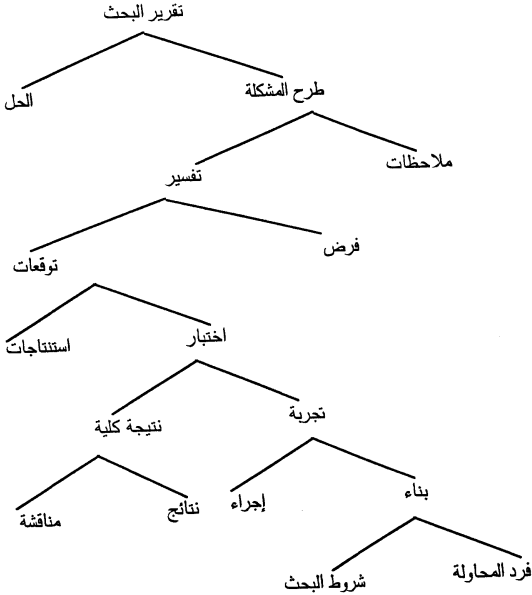 تقرير البحث
طرح المشكلة
الحل
ملاحظات
تفسير
فرض
توقعات
اختبار
استنتاجات
تجربة
نتيجة كلية
بناء
إجراء
نتائج
مناقشة
فرد المحاولة
شروط البحث